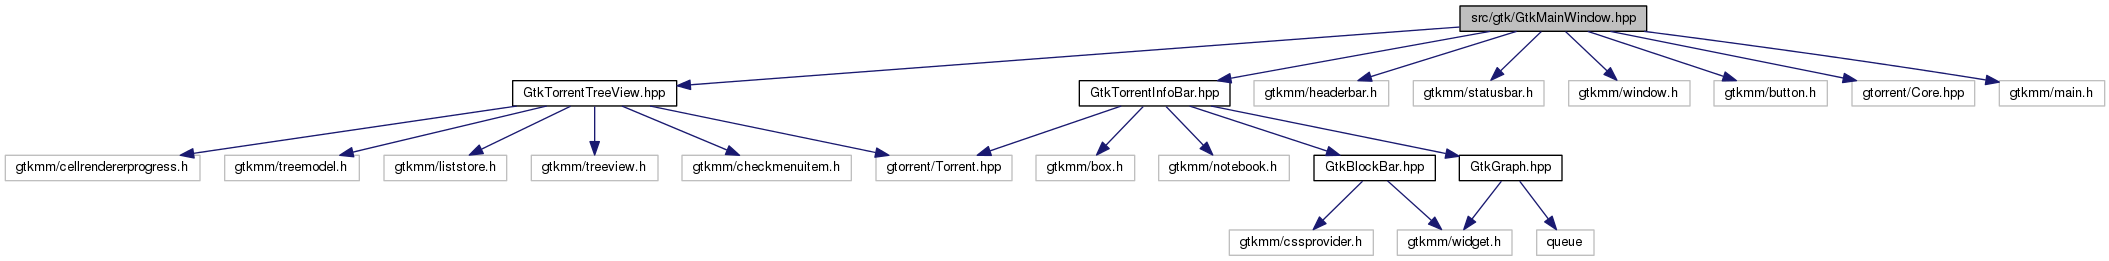 src/gtk/GtkMainWindow.hpp
GtkTorrentTreeView.hpp
GtkTorrentInfoBar.hpp
gtkmm/headerbar.h
gtkmm/statusbar.h
gtkmm/window.h
gtkmm/button.h
gtorrent/Core.hpp
gtkmm/main.h
gtkmm/cellrendererprogress.h
gtkmm/treemodel.h
gtkmm/liststore.h
gtkmm/treeview.h
gtkmm/checkmenuitem.h
gtorrent/Torrent.hpp
gtkmm/box.h
gtkmm/notebook.h
GtkBlockBar.hpp
GtkGraph.hpp
gtkmm/cssprovider.h
gtkmm/widget.h
queue